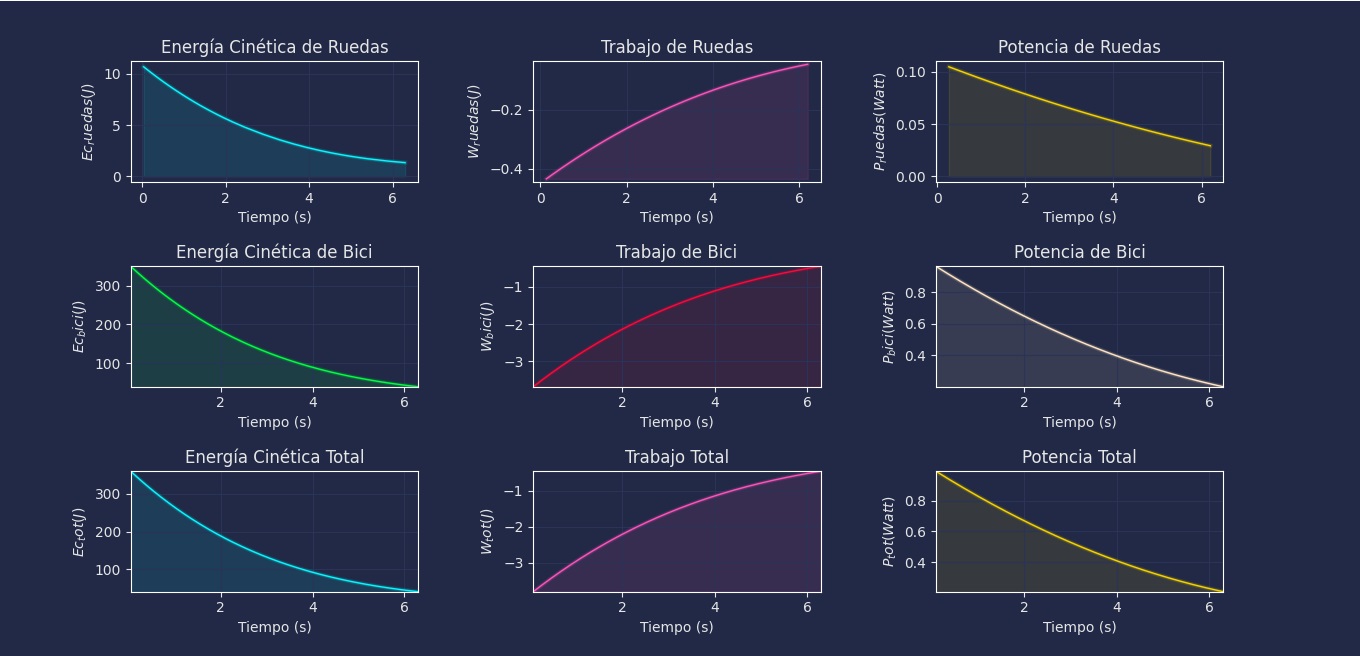 Energía Cinética de Ruedas
Ec_ruedas(J)
10
5
0
0 2 4 6
Tiempo (s)
Trabajo de Ruedas
W_ruedas(J)
−0.2
−0.4
0 2 4 6
Tiempo (s)
Potencia de Ruedas
P_ruedas(Watt)
0.10
0.05
0.00
0 2 4 6
Tiempo (s)
Energía Cinética de Bici
Ec_bici(J)
300
200
100
2 4 6
Tiempo (s)
Trabajo de Bici
W_bici(J)
−1
−2
−3
2 4 6
Tiempo (s)
Potencia de Bici
P_bici(Watt)
0.8
0.6
0.4
2 4 6
Tiempo (s)
Energía Cinética Total
Ec_tot(J)
300
200
100
2 4 6
Tiempo (s)
Trabajo Total
W_tot(J)
−1
−2
−3
2 4 6
Tiempo (s)
Potencia Total
P_tot(Watt)
0.8
0.6
0.4
2 4 6
Tiempo (s)